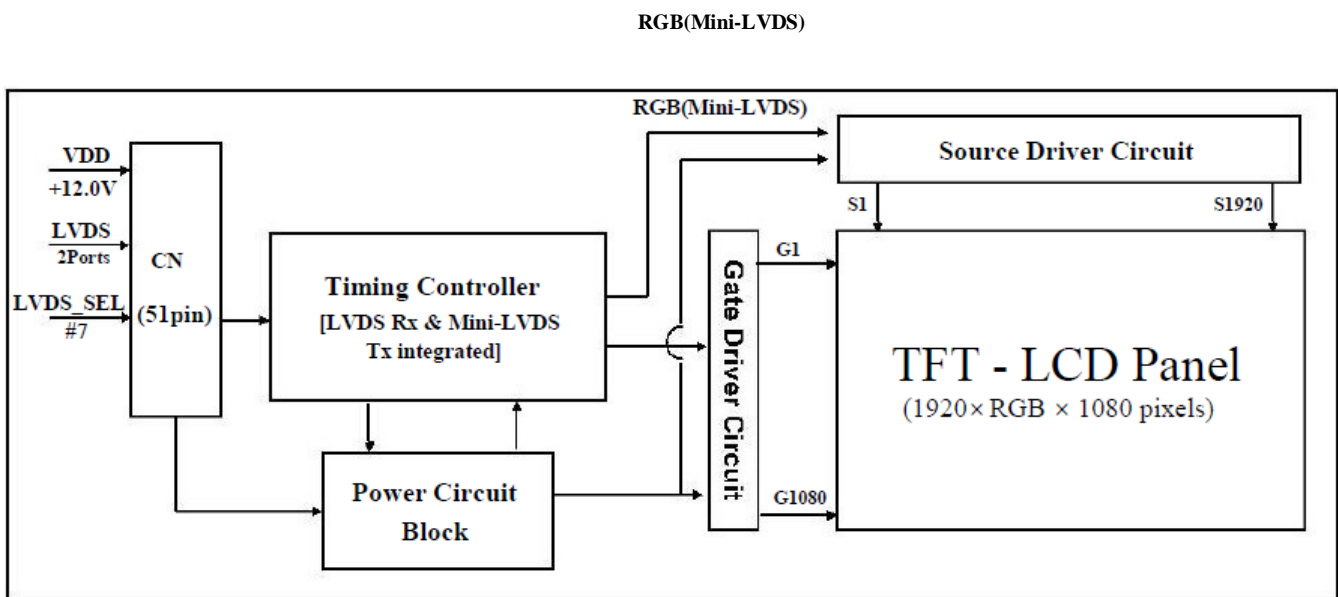 RGB(Mini-LVDS)
RGB(Mini-LVDS)
Source Driver Circuit
VDD
+12.0V
LVDS
2Ports
LVDS_SEL
#7
CN
(51pin)
Timing Controller
[LVDS Rx & Mini-LVDS
Tx integrated]
Power Circuit
Block
Gate Driver Circuit
S1
S1920
G1
G1080
TFT - LCD Panel
(1920× RGB × 1080 pixels)